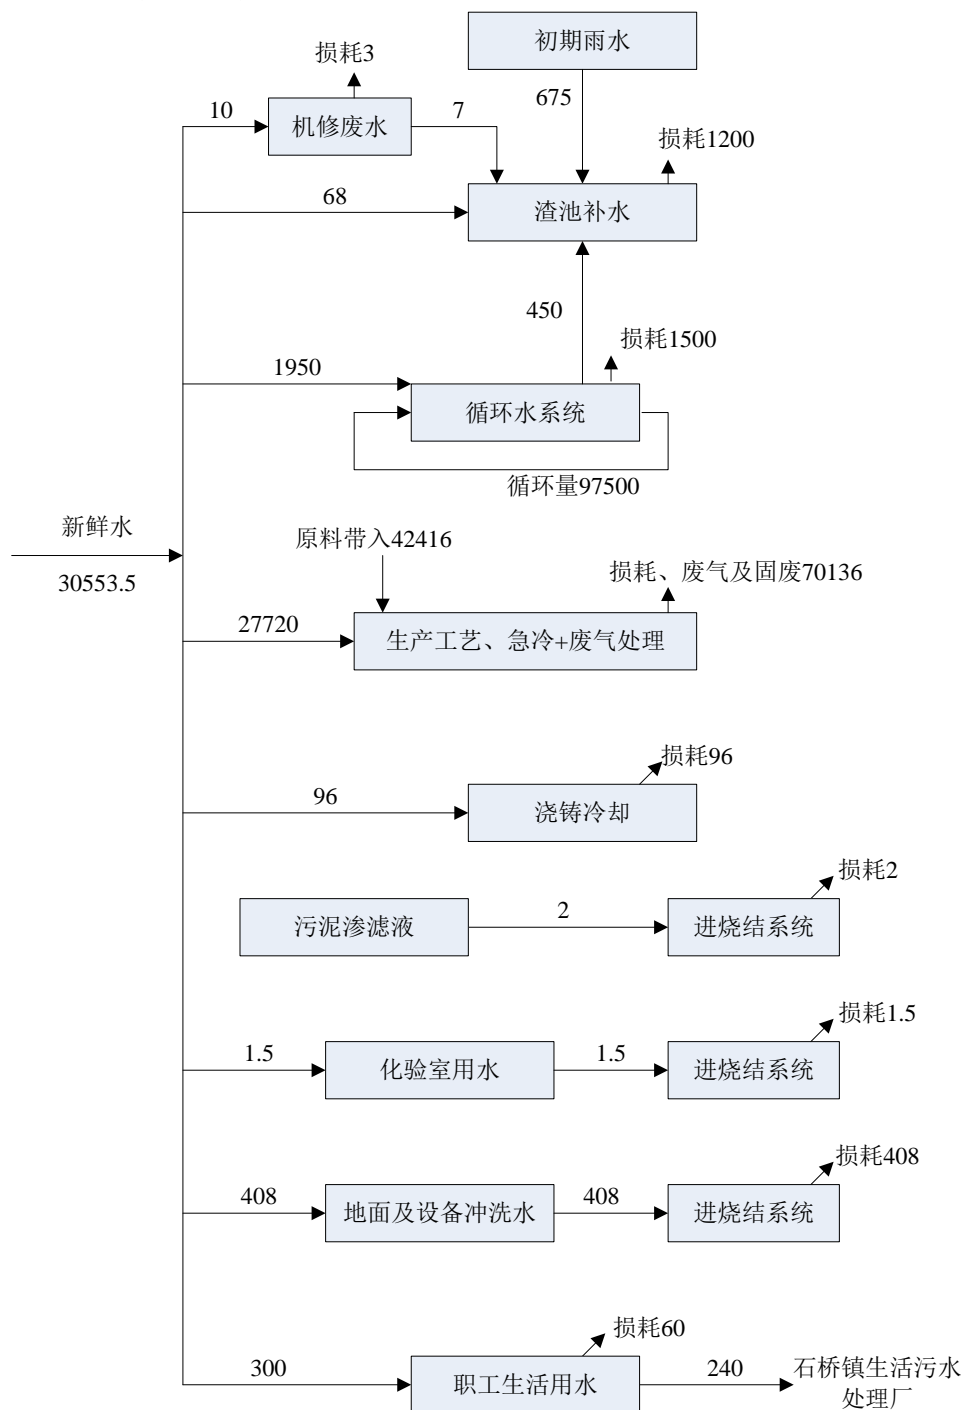 初期雨水
损耗3
675
10
机修废水
7
损耗1200
68
渣池补水
450
损耗1500
1950
循环水系统
循环量97500
新鲜水
30553.5
原料带入42416
损耗、废气及固废70136
27720
生产工艺、急冷+废气处理
损耗96
96
浇铸冷却
损耗2
污泥渗滤液
2
进烧结系统
损耗1.5
1.5
化验室用水
1.5
进烧结系统
损耗408
408
地面及设备冲洗水
408
进烧结系统
损耗60
300
职工生活用水
240
石桥镇生活污水
处理厂